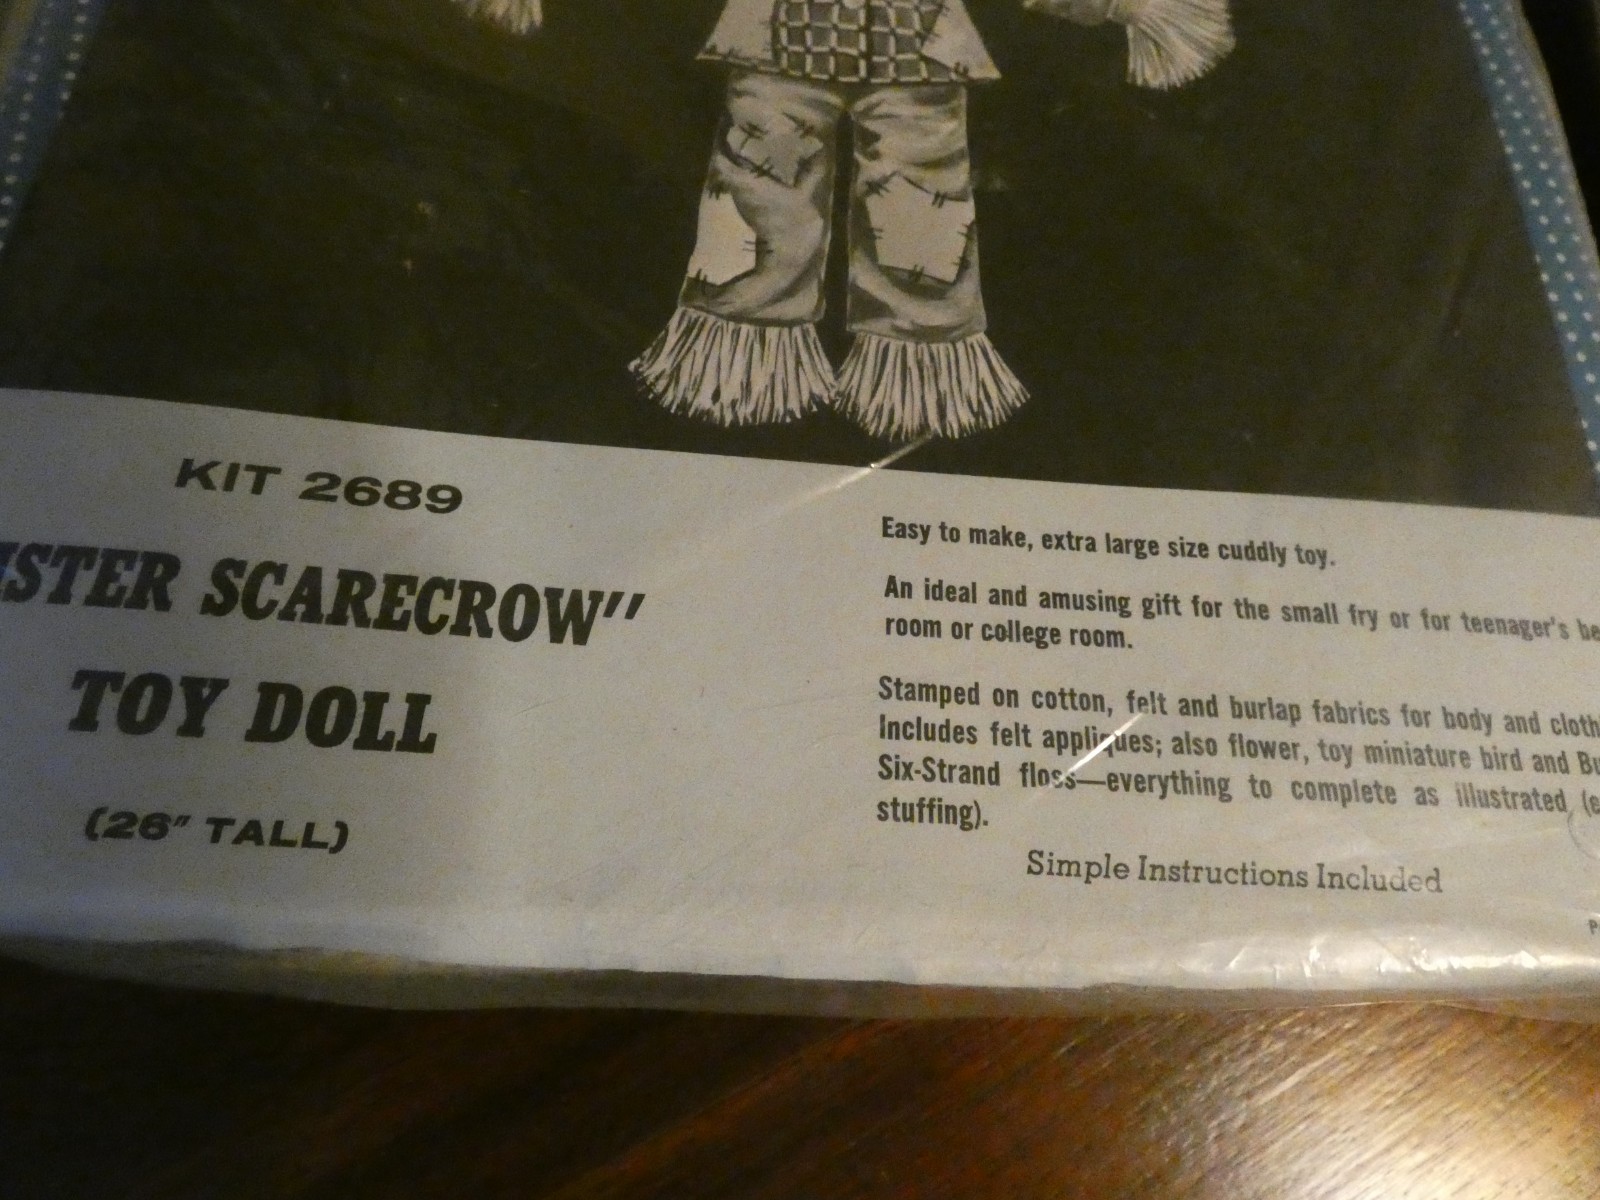 KIT 2689
ISTER SCARECROW"
TOY DOLL
(26" TALL)
Easy to make, extra large size cuddly toy.
An ideal and amusing gift for the small fry or for teenager's be
room or college room.
Stamped on cotton, felt and burlap fabrics for body and cloth
Includes felt appliques; also flower, toy miniature bird and Bu
Six-Strand floss—everything to complete as illustrated (e
stuffing).
Simple Instructions Included
P